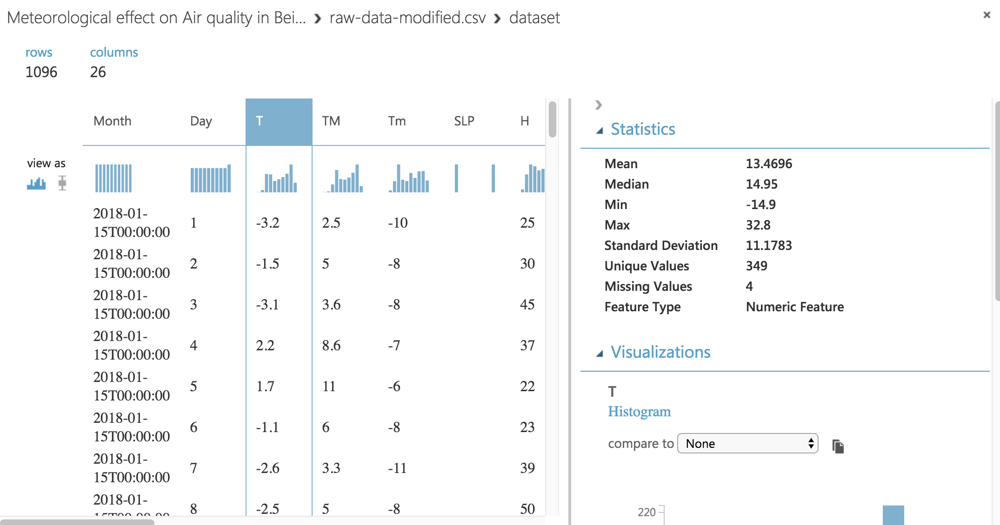 Meteorological effect on Air quality in Bei... ❯ raw-data-modified.csv ❯ dataset ×
rows columns
1096 26
Month Day T TM Tm SLP H
view as
2018-01-
15T00:00:00 1 -3.2 2.5 -10 25
2018-01-
15T00:00:00 2 -1.5 5 -8 30
2018-01-
15T00:00:00 3 -3.1 3.6 -8 45
2018-01-
15T00:00:00 4 2.2 8.6 -7 37
2018-01-
15T00:00:00 5 1.7 11 -6 22
2018-01-
15T00:00:00 6 -1.1 6 -8 23
2018-01-
15T00:00:00 7 -2.6 3.3 -11 39
2018-01-
8 -2.5 5 -8 50
Statistics
Mean 13.4696
Median 14.95
Min -14.9
Max 32.8
Standard Deviation 11.1783
Unique Values 349
Missing Values 4
Feature Type Numeric Feature
Visualizations
T
Histogram
compare to None
220